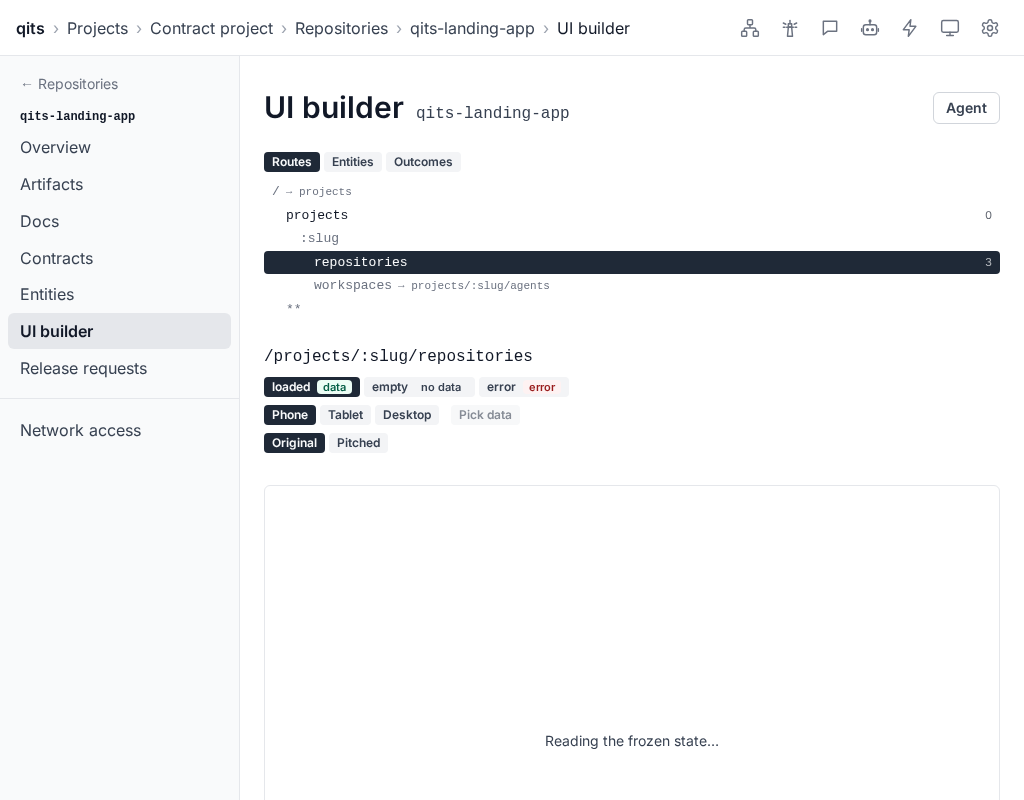 qits › Projects › Contract project › Repositories › qits-landing-app › UI builder
← Repositories
qits-landing-app
Overview
Artifacts
Docs
Contracts
Entities
UI builder
Release requests
Network access
UI builder qits-landing-app
Agent
Routes Entities Outcomes
/ → projects
projects 0
:slug
repositories 3
workspaces → projects/:slug/agents
**
/projects/:slug/repositories
loaded data empty no data error error
Phone Tablet Desktop Pick data
Original Pitched
Reading the frozen state…